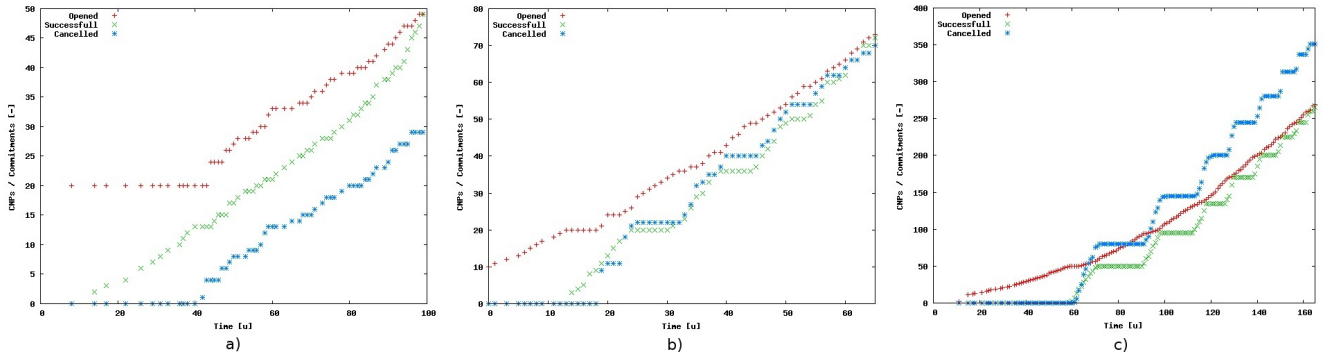 50
45
40
35
30
25
20
15
10
5
0
0
20
40
60
80
100
CNPs / Commitments [-]
Time [u]
Opened
Successfull
Cancelled
a)
80
70
60
50
40
30
20
10
0
0
10
20
30
40
50
60
CNPs / Commitments [-]
Time [u]
Opened
Successfull
Cancelled
b)
400
350
300
250
200
150
100
50
0
0
20
40
60
80
100
120
140
160
CNPs / Commitments [-]
Time [u]
Opened
Successfull
Cancelled
c)